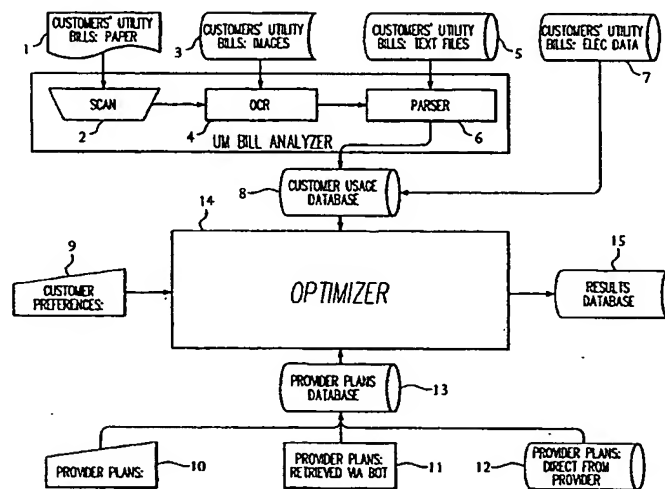 CUSTOMERS' UTILITY
BILLS: PAPER
1
CUSTOMERS' UTILITY
BILLS: IMAGES
3
CUSTOMERS' UTILITY
BILLS: TEXT FILES
5
CUSTOMERS' UTILITY
BILLS: ELEC DATA
7
SCAN
2
OCR
4
PARSER
6
UM BILL ANALYZER
CUSTOMER USAGE
DATABASE
8
14
OPTIMIZER
9
CUSTOMER
PREFERENCES:
15
RESULTS
DATABASE
PROVIDER PLANS
DATABASE
13
PROVIDER PLANS:
10
PROVIDER PLANS:
RETRIEVED VIA BOT
11
12
PROVIDER PLANS:
DIRECT FROM
PROVIDER